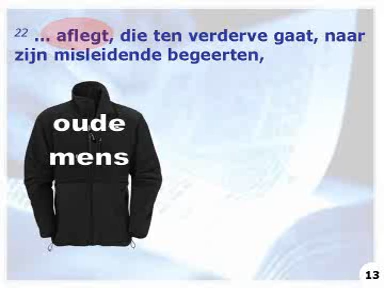 22 ... aflegt, die ten verderve gaat, naar
zijn misleidende begeerten,
oude
mens
13